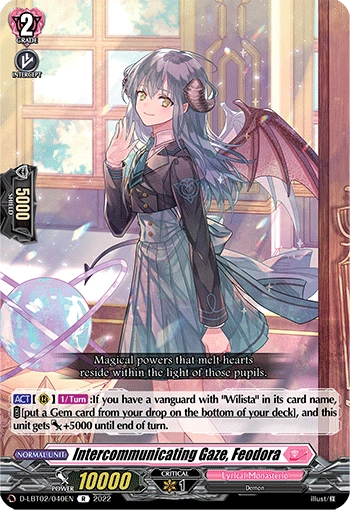 2
GRADE
INTERCEPT
5000
SHIELD
Magical powers that melt hearts
reside within the light of those pupils.
ACT 1/Turn :If you have a vanguard with "Wilista" in its card name,
[put a Gem card from your drop on the bottom of your deck], and this
unit gets +5000 until end of turn.
NORMAL UNIT Intercommunicating Gaze, Feodora
POWER 10000 CRITICAL 1 Lyrical Monasterio
Demon
D-LBT02/040EN R 2022 illust/